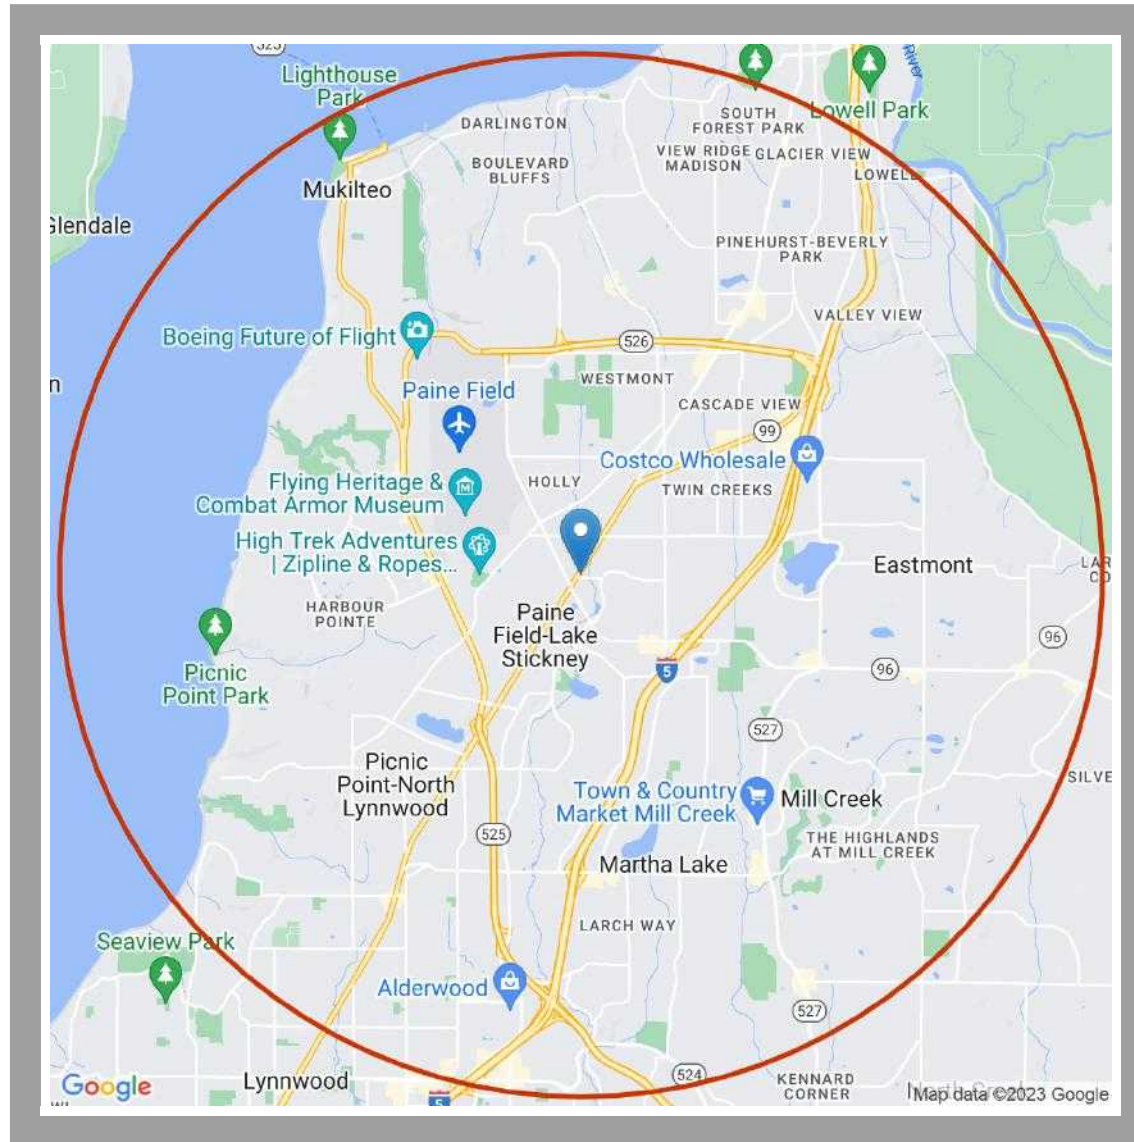 525
Lighthouse
Park
River
Lowell Park
SOUTH
FOREST PARK
DARLINGTON
VIEW RIDGE
MADISON
GLACIER VIEW
BOULEVARD
BLUFFS
LOWELL
Mukilteo
Glendale
PINEHURST-BEVERLY
PARK
VALLEY VIEW
Boeing Future of Flight
526
WESTMONT
Paine Field
CASCADE VIEW
99
Costco Wholesale
Flying Heritage &
Combat Armor Museum
HOLLY
TWIN CREEKS
High Trek Adventures
| Zipline & Ropes...
Eastmont
LAR
CO
HARBOUR
POINTE
Paine
Field-Lake
Stickney
96
Picnic
Point Park
5
96
527
Picnic
Point-North
Lynnwood
SILVE
Town & Country
Market Mill Creek
Mill Creek
525
THE HIGHLANDS
AT MILL CREEK
Martha Lake
LARCH WAY
Seaview Park
Alderwood
527
Google
Lynnwood
5
524
KENNARD
CORNER
Map data ©2023 Google